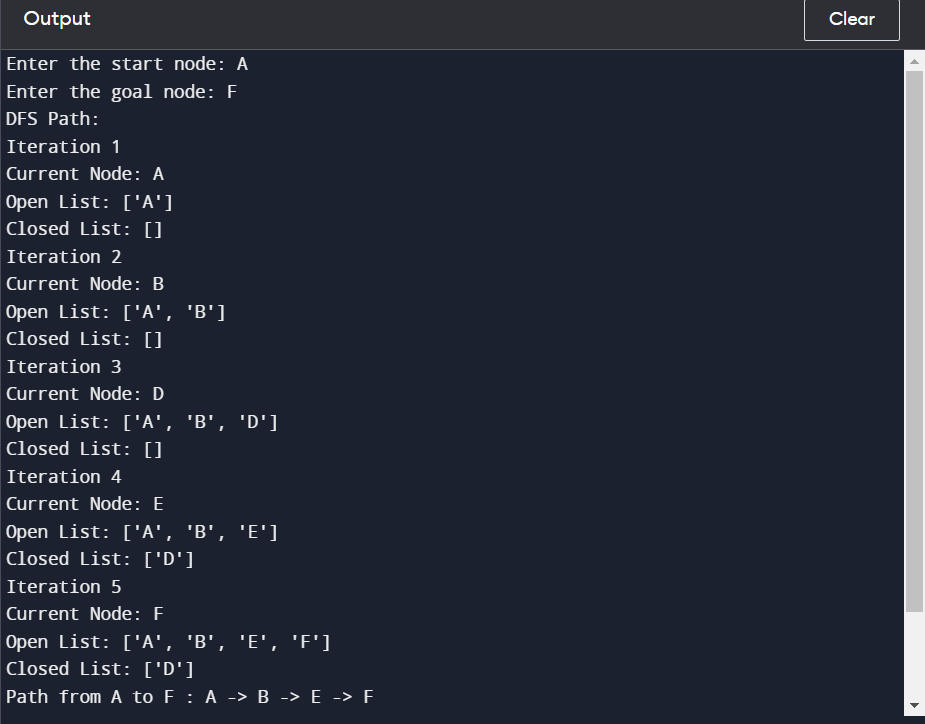 Output
Clear
Enter the start node: A
Enter the goal node: F
DFS Path:
Iteration 1
Current Node: A
Open List: ['A']
Closed List: []
Iteration 2
Current Node: B
Open List: ['A', 'B']
Closed List: []
Iteration 3
Current Node: D
Open List: ['A', 'B', 'D']
Closed List: []
Iteration 4
Current Node: E
Open List: ['A', 'B', 'E']
Closed List: ['D']
Iteration 5
Current Node: F
Open List: ['A', 'B', 'E', 'F']
Closed List: ['D']
Path from A to F : A -> B -> E -> F